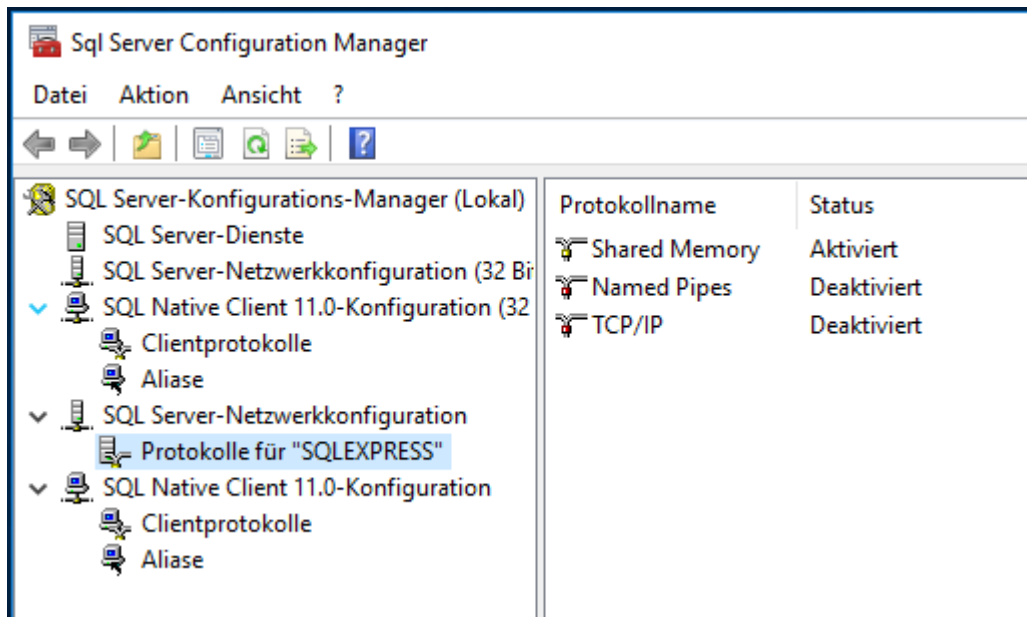 Sql Server Configuration Manager
Datei Aktion Ansicht ?
SQL Server-Konfigurations-Manager (Lokal)
SQL Server-Dienste
SQL Server-Netzwerkkonfiguration (32 Bit
SQL Native Client 11.0-Konfiguration (32
Clientprotokolle
Aliase
SQL Server-Netzwerkkonfiguration
Protokolle für "SQLEXPRESS"
SQL Native Client 11.0-Konfiguration
Clientprotokolle
Aliase
Protokollname Status
Shared Memory Aktiviert
Named Pipes Deaktiviert
TCP/IP Deaktiviert